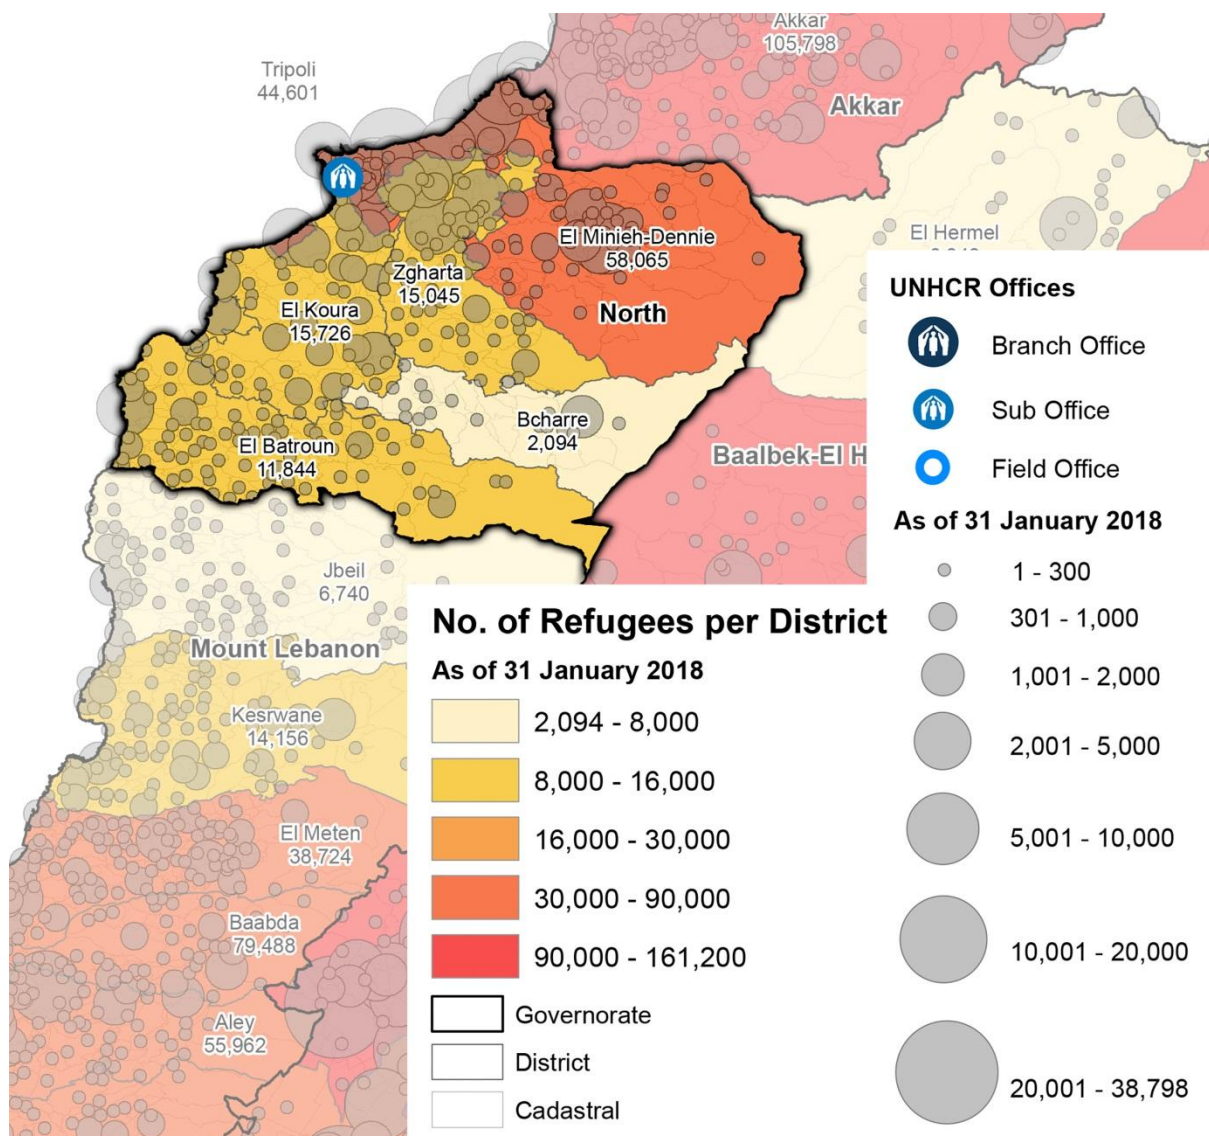 Akkar
105,798
Tripoli
44,601
Akkar
El Hermel
El Minieh-Dennie
58,065
Zgharta
15,045
El Koura
15,726
North
Bcharre
2,094
Baalbek-El H
El Batroun
11,844
Jbeil
6,740
Mount Lebanon
Kesrwane
14,156
El Meten
38,724
Baabda
79,488
Aley
55,962
UNHCR Offices
Branch Office
Sub Office
Field Office
As of 31 January 2018
1 - 300
301 - 1,000
1,001 - 2,000
2,001 - 5,000
5,001 - 10,000
10,001 - 20,000
20,001 - 38,798
No. of Refugees per District
As of 31 January 2018
2,094 - 8,000
8,000 - 16,000
16,000 - 30,000
30,000 - 90,000
90,000 - 161,200
Governorate
District
Cadastral